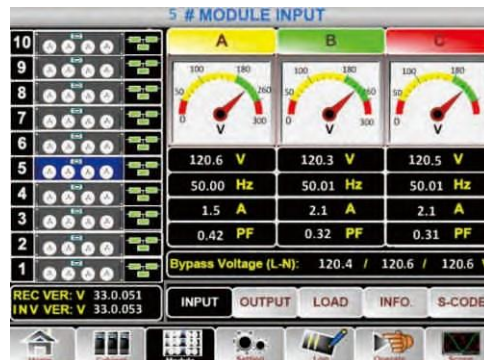 5 # MODULE INPUT
10
9
8
7
6
5
4
3
2
1
A B C
50 100 180 260
0 300
V
50 100 180
0 300
V
50 100 180
0 300
V
120.6 V 120.3 V 120.5 V
50.00 Hz 50.01 Hz 50.01 Hz
1.5 A 2.1 A 2.1 A
0.42 PF 0.32 PF 0.31 PF
Bypass Voltage (L-N): 120.4 / 120.6 / 120.6 V
REC VER: V 33.0.051
INV VER: V 33.0.053
INPUT OUTPUT LOAD INFO. S-CODE